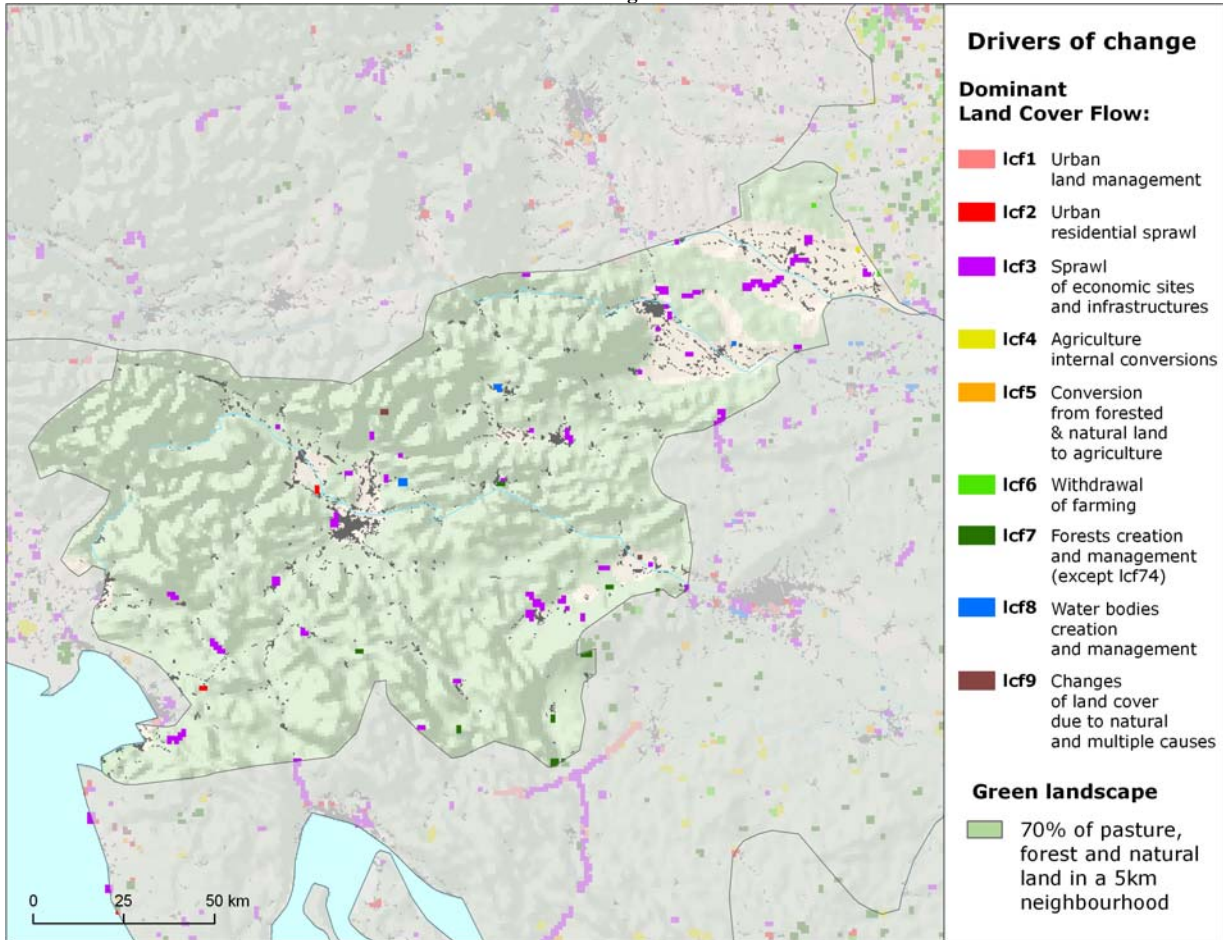 Drivers of change
Dominant
Land Cover Flow:
lcf1 Urban
land management
lcf2 Urban
residential sprawl
lcf3 Sprawl
of economic sites
and infrastructures
lcf4 Agriculture
internal conversions
lcf5 Conversion
from forested
& natural land
to agriculture
lcf6 Withdrawal
of farming
lcf7 Forests creation
and management
(except lcf74)
lcf8 Water bodies
creation
and management
lcf9 Changes
of land cover
due to natural
and multiple causes
Green landscape
70% of pasture,
forest and natural
land in a 5km
neighbourhood
0 25 50 km